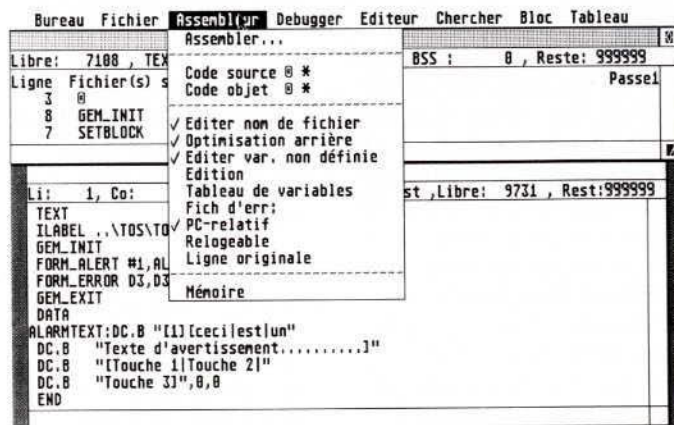 Bureau Fichier Assembleur Debugger Editeur Chercher Bloc Tableau
Libre: 7108 , TEX
BSS : 0 , Reste: 999999
Ligne Fichier(s) s
Passe1
3 @
8 GEM_INIT
7 SETBLOCK
Assembler...
Code source @ *
Code objet @ *
✓ Editer nom de fichier
✓ Optimisation arrière
✓ Editer var. non définie
Edition
Tableau de variables
Fich d'err:
✓ PC-relatif
Relogeable
Ligne originale
Mémoire
Li: 1, Co:
st ,Libre: 9731 , Rest:999999
TEXT
ILABEL ..\TOS\TO
GEM_INIT
FORM_ALERT #1,AL
FORM_ERROR D3,D3
GEM_EXIT
DATA
ALARMTEXT:DC.B "[1][ceci|est|un"
DC.B "Texte d'avertissement..........]"
DC.B "[Touche 1|Touche 2|"
DC.B "Touche 3]",0,0
END